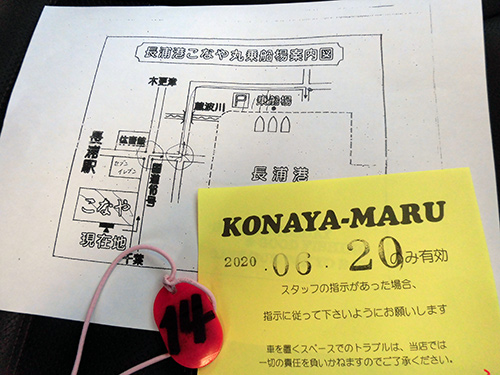 長浦港こなや丸乗船場案内図
木更津
蔵波川
P
乗船場
長浦駅
体育館
セブン
イレブン
国道16号
長浦港
こなや
現在地
千葉
KONAYA-MARU
2020.06.20のみ有効
スタッフの指示があった場合、
指示に従って下さいようにお願いします
車を置くスペースでのトラブルは、当店では
一切の責任を負いかねますのでご了承ください。
14